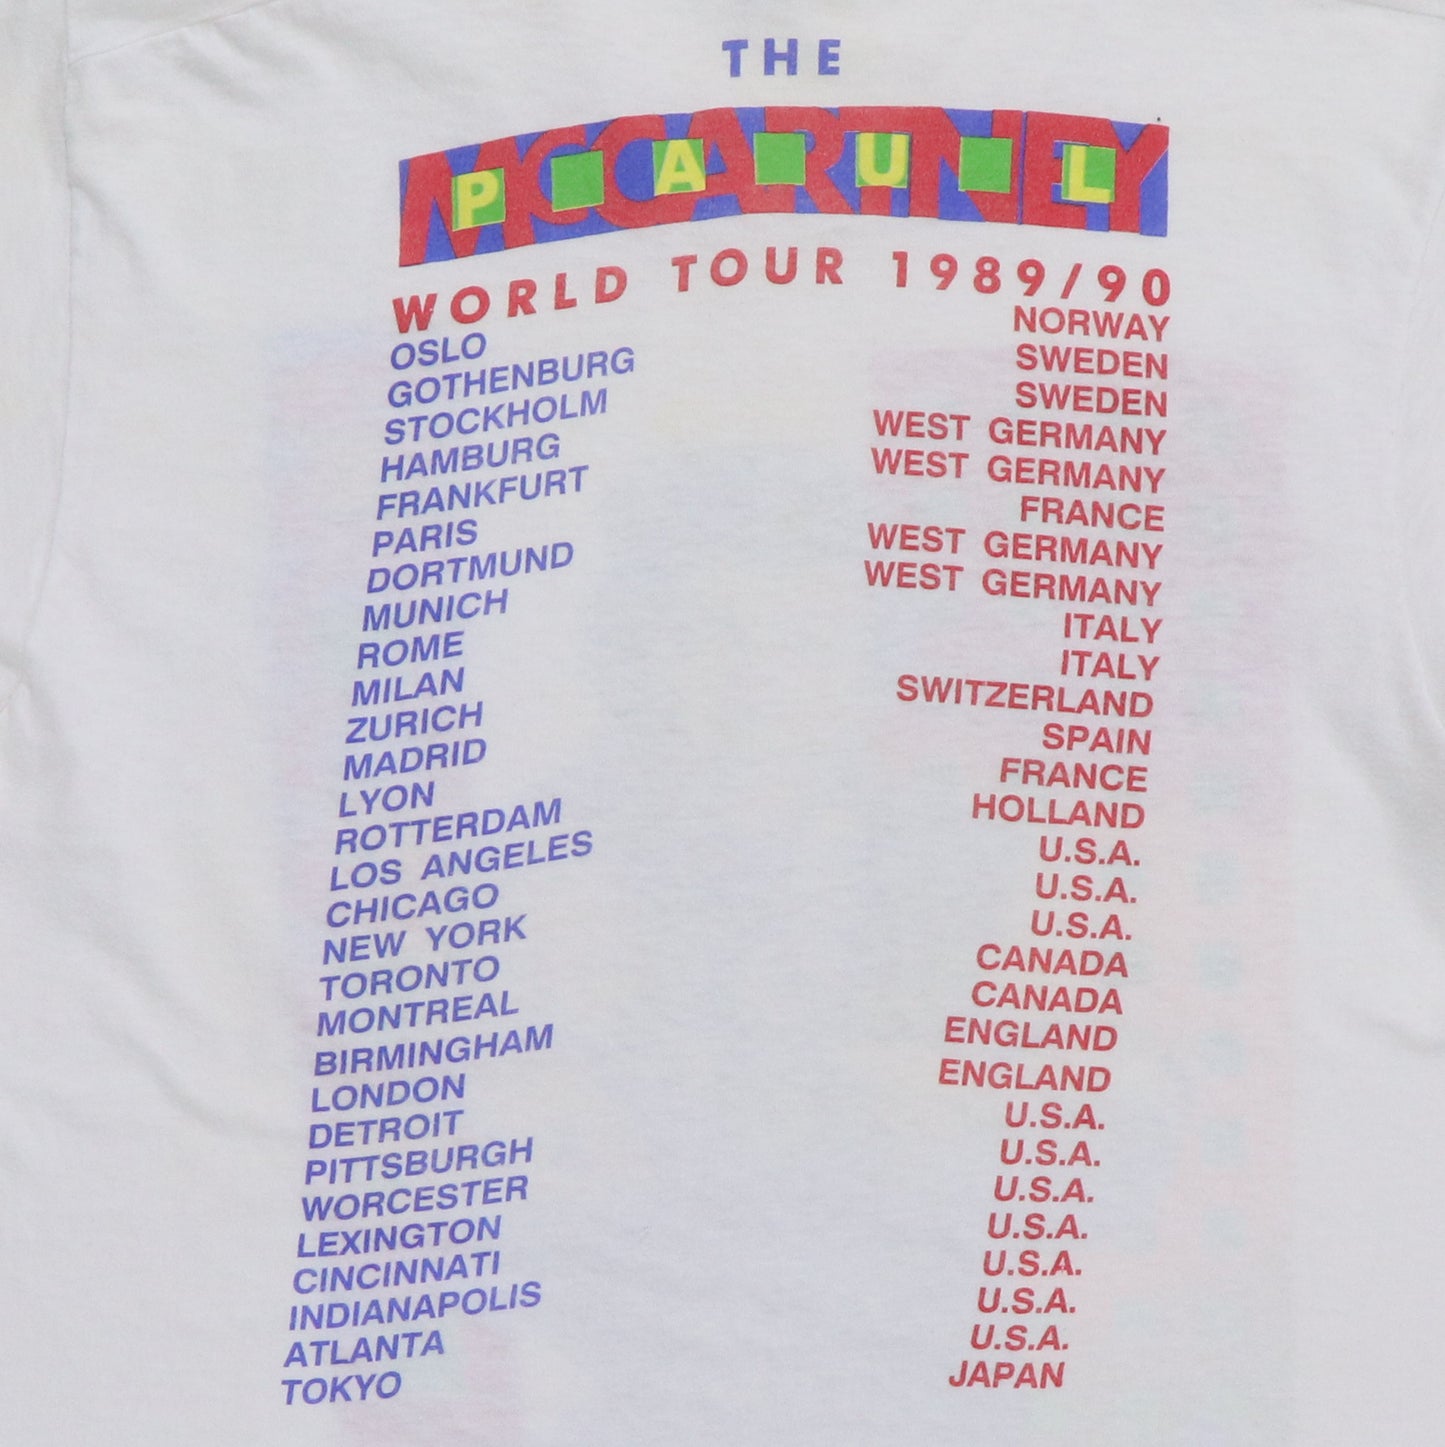 THE
McCARTNEY
PAUL
WORLD TOUR 1989/90
OSLO NORWAY
GOTHENBURG SWEDEN
STOCKHOLM SWEDEN
HAMBURG WEST GERMANY
FRANKFURT WEST GERMANY
PARIS FRANCE
DORTMUND WEST GERMANY
MUNICH WEST GERMANY
ROME ITALY
MILAN ITALY
ZURICH SWITZERLAND
MADRID SPAIN
LYON FRANCE
ROTTERDAM HOLLAND
LOS ANGELES U.S.A.
CHICAGO U.S.A.
NEW YORK U.S.A.
TORONTO CANADA
MONTREAL CANADA
BIRMINGHAM ENGLAND
LONDON ENGLAND
DETROIT U.S.A.
PITTSBURGH U.S.A.
WORCESTER U.S.A.
LEXINGTON U.S.A.
CINCINNATI U.S.A.
INDIANAPOLIS U.S.A.
ATLANTA U.S.A.
TOKYO JAPAN